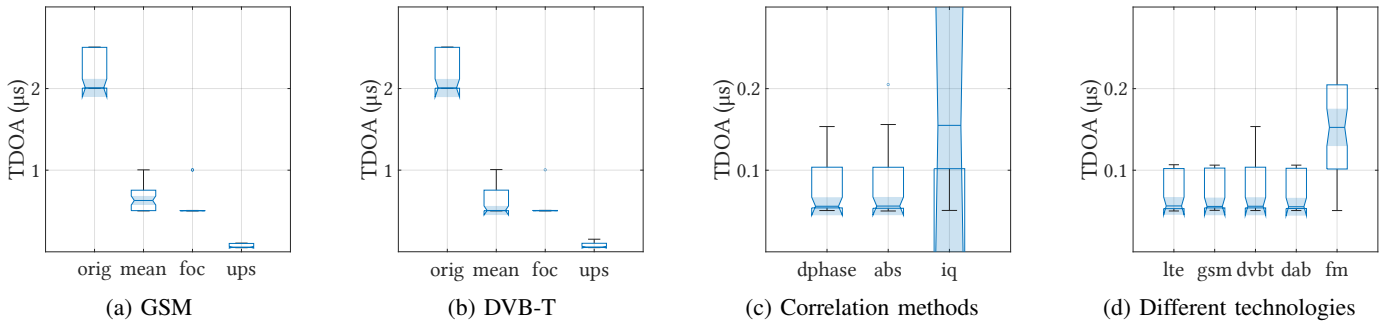 TDOA (µs)
2
1
orig mean foc ups
(a) GSM
TDOA (µs)
2
1
orig mean foc ups
(b) DVB-T
TDOA (µs)
0.2
0.1
dphase abs iq
(c) Correlation methods
TDOA (µs)
0.2
0.1
lte gsm dvbt dab fm
(d) Different technologies